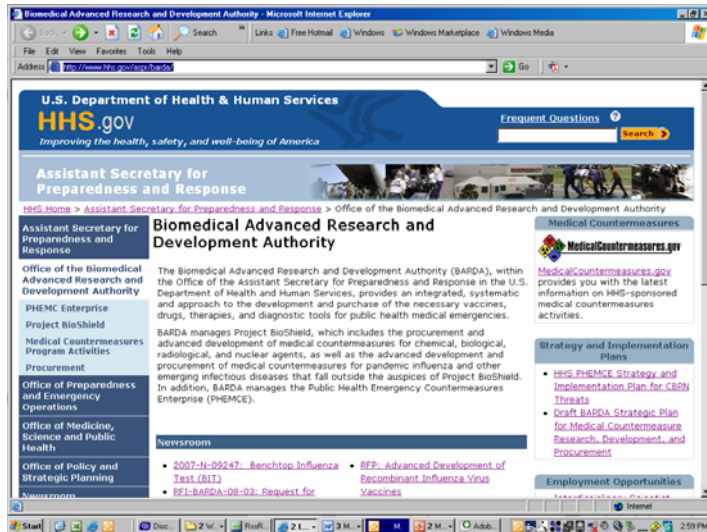 Biomedical Advanced Research and Development Authority - Microsoft Internet Explorer
Back
Search
Links
Free Hotmail
Windows
Windows Marketplace
Windows Media
File Edit View Favorites Tools Help
Address http://www.hhs.gov/aspr/barda/
Go
U.S. Department of Health & Human Services
HHS.gov
Improving the health, safety, and well-being of America
Frequent Questions
Search
Assistant Secretary for
Preparedness and Response
HHS Home > Assistant Secretary for Preparedness and Response > Office of the Biomedical Advanced Research and Development Authority
Assistant Secretary for
Preparedness and
Response
Office of the Biomedical
Advanced Research and
Development Authority
PHEMC Enterprise
Project BioShield
Medical Countermeasures
Program Activities
Procurement
Office of Preparedness
and Emergency
Operations
Office of Medicine,
Science and Public
Health
Office of Policy and
Strategic Planning
Newsroom
Biomedical Advanced Research and
Development Authority
The Biomedical Advanced Research and Development Authority (BARDA), within
the Office of the Assistant Secretary for Preparedness and Response in the U.S.
Department of Health and Human Services, provides an integrated, systematic
and approach to the development and purchase of the necessary vaccines,
drugs, therapies, and diagnostic tools for public health medical emergencies.
BARDA manages Project BioShield, which includes the procurement and
advanced development of medical countermeasures for chemical, biological,
radiological, and nuclear agents, as well as the advanced development and
procurement of medical countermeasures for pandemic influenza and other
emerging infectious diseases that fall outside the auspices of Project BioShield.
In addition, BARDA manages the Public Health Emergency Countermeasures
Enterprise (PHEMCE).
Newsroom
• 2007-N-09247: Benchtop Influenza
Test (BIT)
• RFI-BARDA-08-03: Request for
• RFP: Advanced Development of
Recombinant Influenza Virus
Vaccines
Medical Countermeasures
MedicalCountermeasures.gov
MedicalCountermeasures.gov
provides you with the latest
information on HHS-sponsored
medical countermeasures
activities.
Strategy and Implementation
Plans
• HHS PHEMCE Strategy and
Implementation Plan for CBRN
Threats
• Draft BARDA Strategic Plan
for Medical Countermeasure
Research, Development, and
Procurement
Employment Opportunities
Internet
Start
2:59 PM